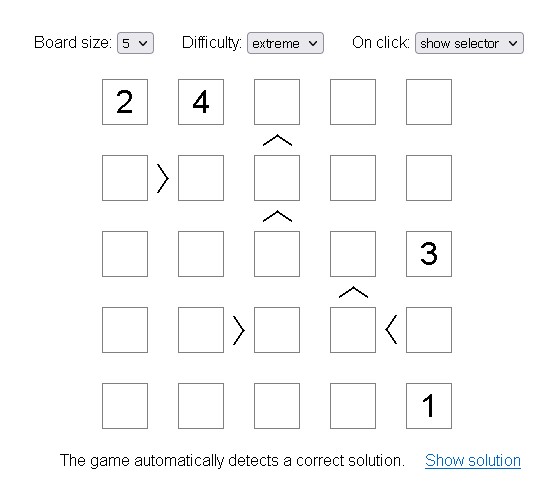 Board size: 5 Difficulty: extreme On click: show selector
2 4
>
3
> <
1
The game automatically detects a correct solution. Show solution